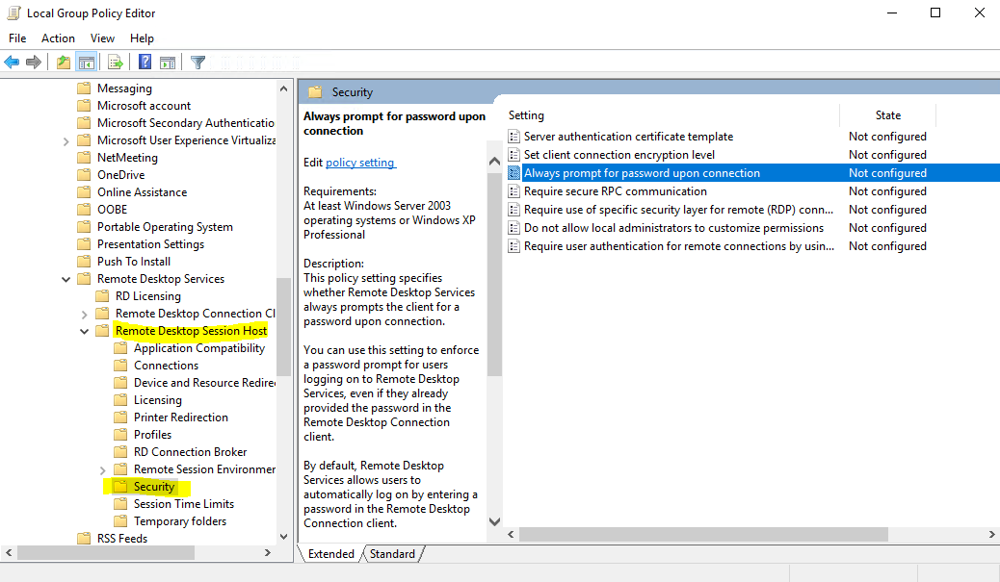 Local Group Policy Editor
File Action View Help
Messaging
Microsoft account
Microsoft Secondary Authenticatio
Microsoft User Experience Virtualiza
NetMeeting
OneDrive
Online Assistance
OOBE
Portable Operating System
Presentation Settings
Push To Install
Remote Desktop Services
RD Licensing
Remote Desktop Connection Cl
Remote Desktop Session Host
Application Compatibility
Connections
Device and Resource Redire
Licensing
Printer Redirection
Profiles
RD Connection Broker
Remote Session Environmer
Security
Session Time Limits
Temporary folders
RSS Feeds
Security
Always prompt for password upon
connection
Edit policy setting
Requirements:
At least Windows Server 2003
operating systems or Windows XP
Professional
Description:
This policy setting specifies
whether Remote Desktop Services
always prompts the client for a
password upon connection.
You can use this setting to enforce
a password prompt for users
logging on to Remote Desktop
Services, even if they already
provided the password in the
Remote Desktop Connection
client.
By default, Remote Desktop
Services allows users to
automatically log on by entering a
password in the Remote Desktop
Connection client.
Setting State
Server authentication certificate template Not configured
Set client connection encryption level Not configured
Always prompt for password upon connection Not configured
Require secure RPC communication Not configured
Require use of specific security layer for remote (RDP) conn... Not configured
Do not allow local administrators to customize permissions Not configured
Require user authentication for remote connections by usin... Not configured
Extended Standard